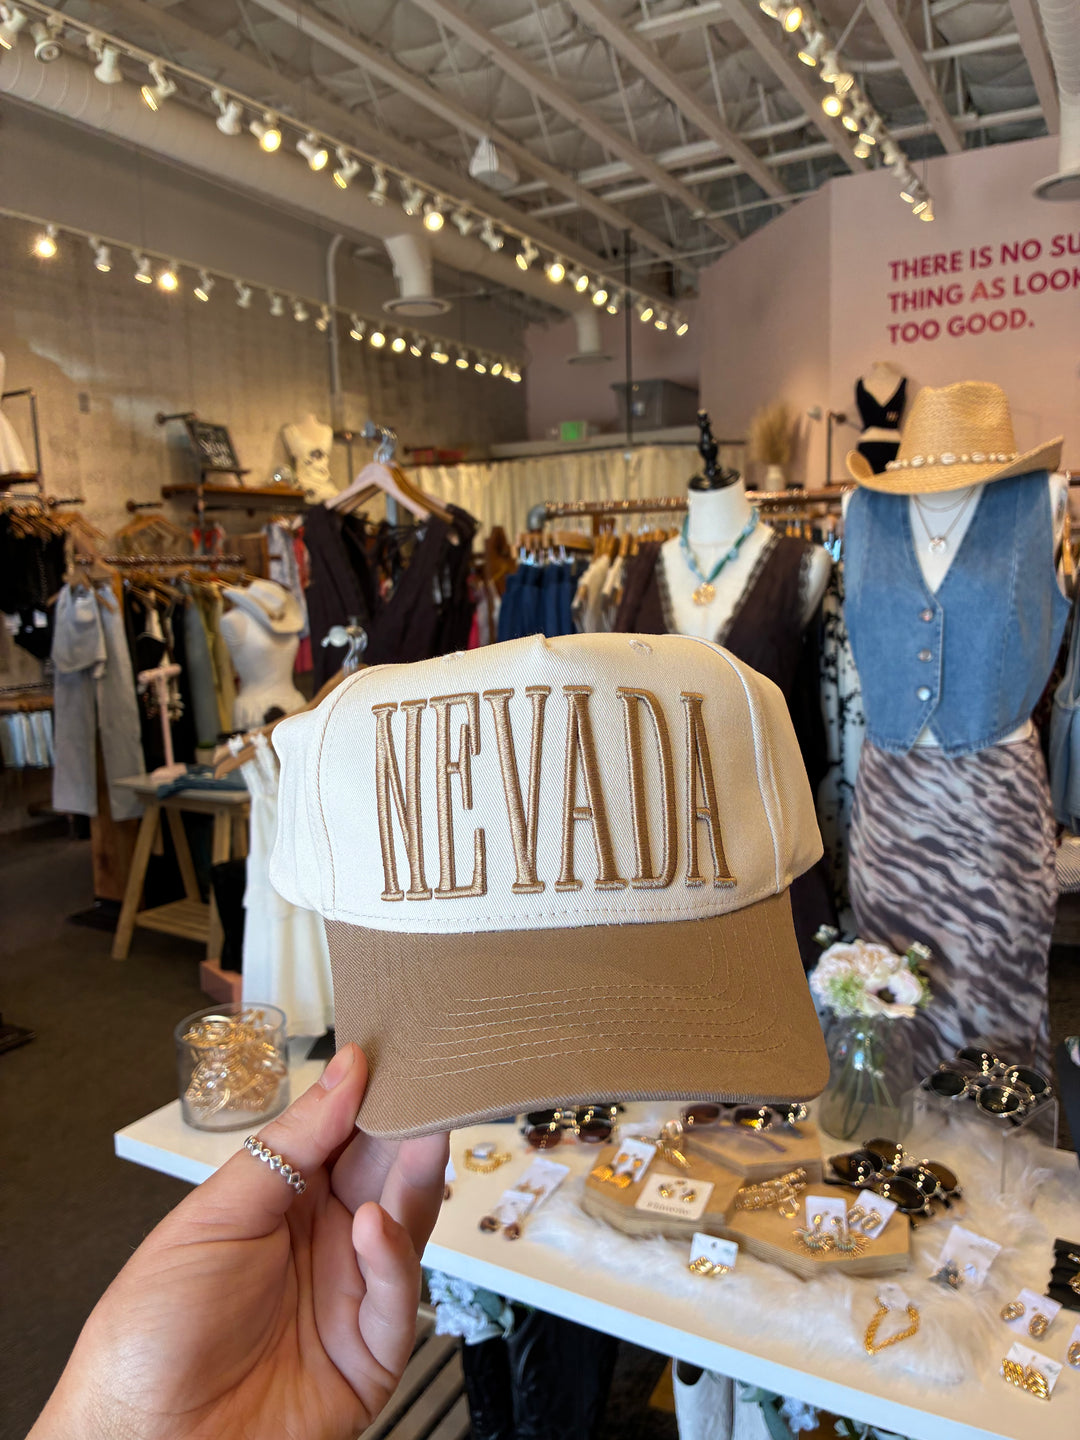 THERE IS NO SU
THING AS LOOK
TOO GOOD.
NEVADA